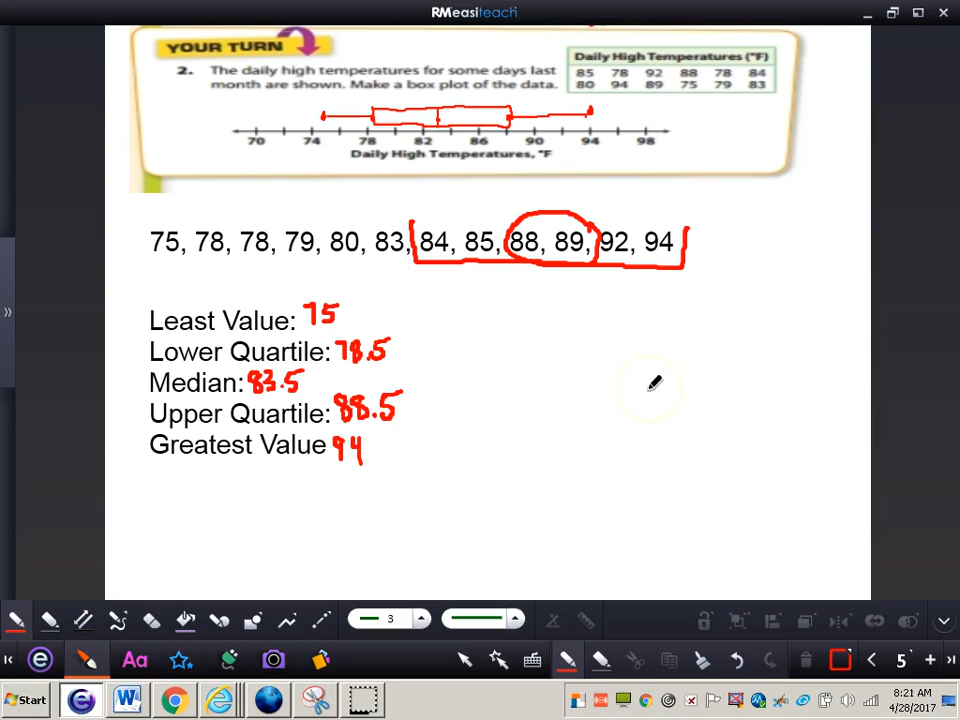 RMeasiteach
YOUR TURN
2. The daily high temperatures for some days last
month are shown. Make a box plot of the data.
Daily High Temperatures (°F)
85 78 92 88 78 84
80 94 89 75 79 83
70 74 78 82 86 90 94 98
Daily High Temperatures, °F
75, 78, 78, 79, 80, 83, 84, 85, 88, 89, 92, 94
Least Value: 75
Lower Quartile: 78.5
Median: 83.5
Upper Quartile: 88.5
Greatest Value 94
3
Aa
5
Start
8:21 AM
4/28/2017